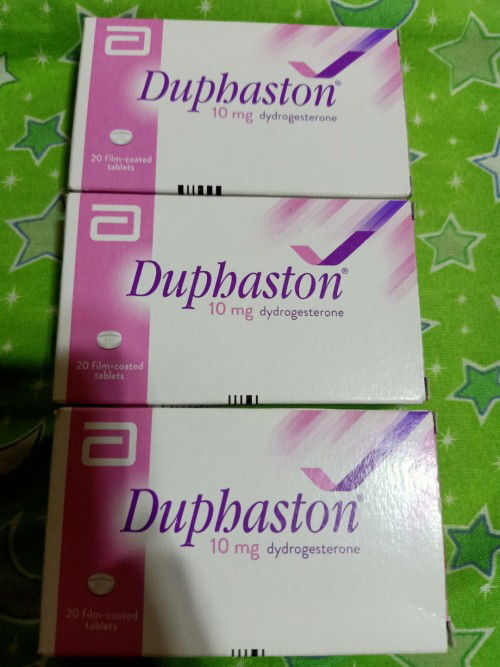 Duphaston®
10 mg dydrogesterone
20 film-coated
tablets
Duphaston®
10 mg dydrogesterone
20 film-coated
tablets
Duphaston®
10 mg dydrogesterone
20 film-coated
tablets